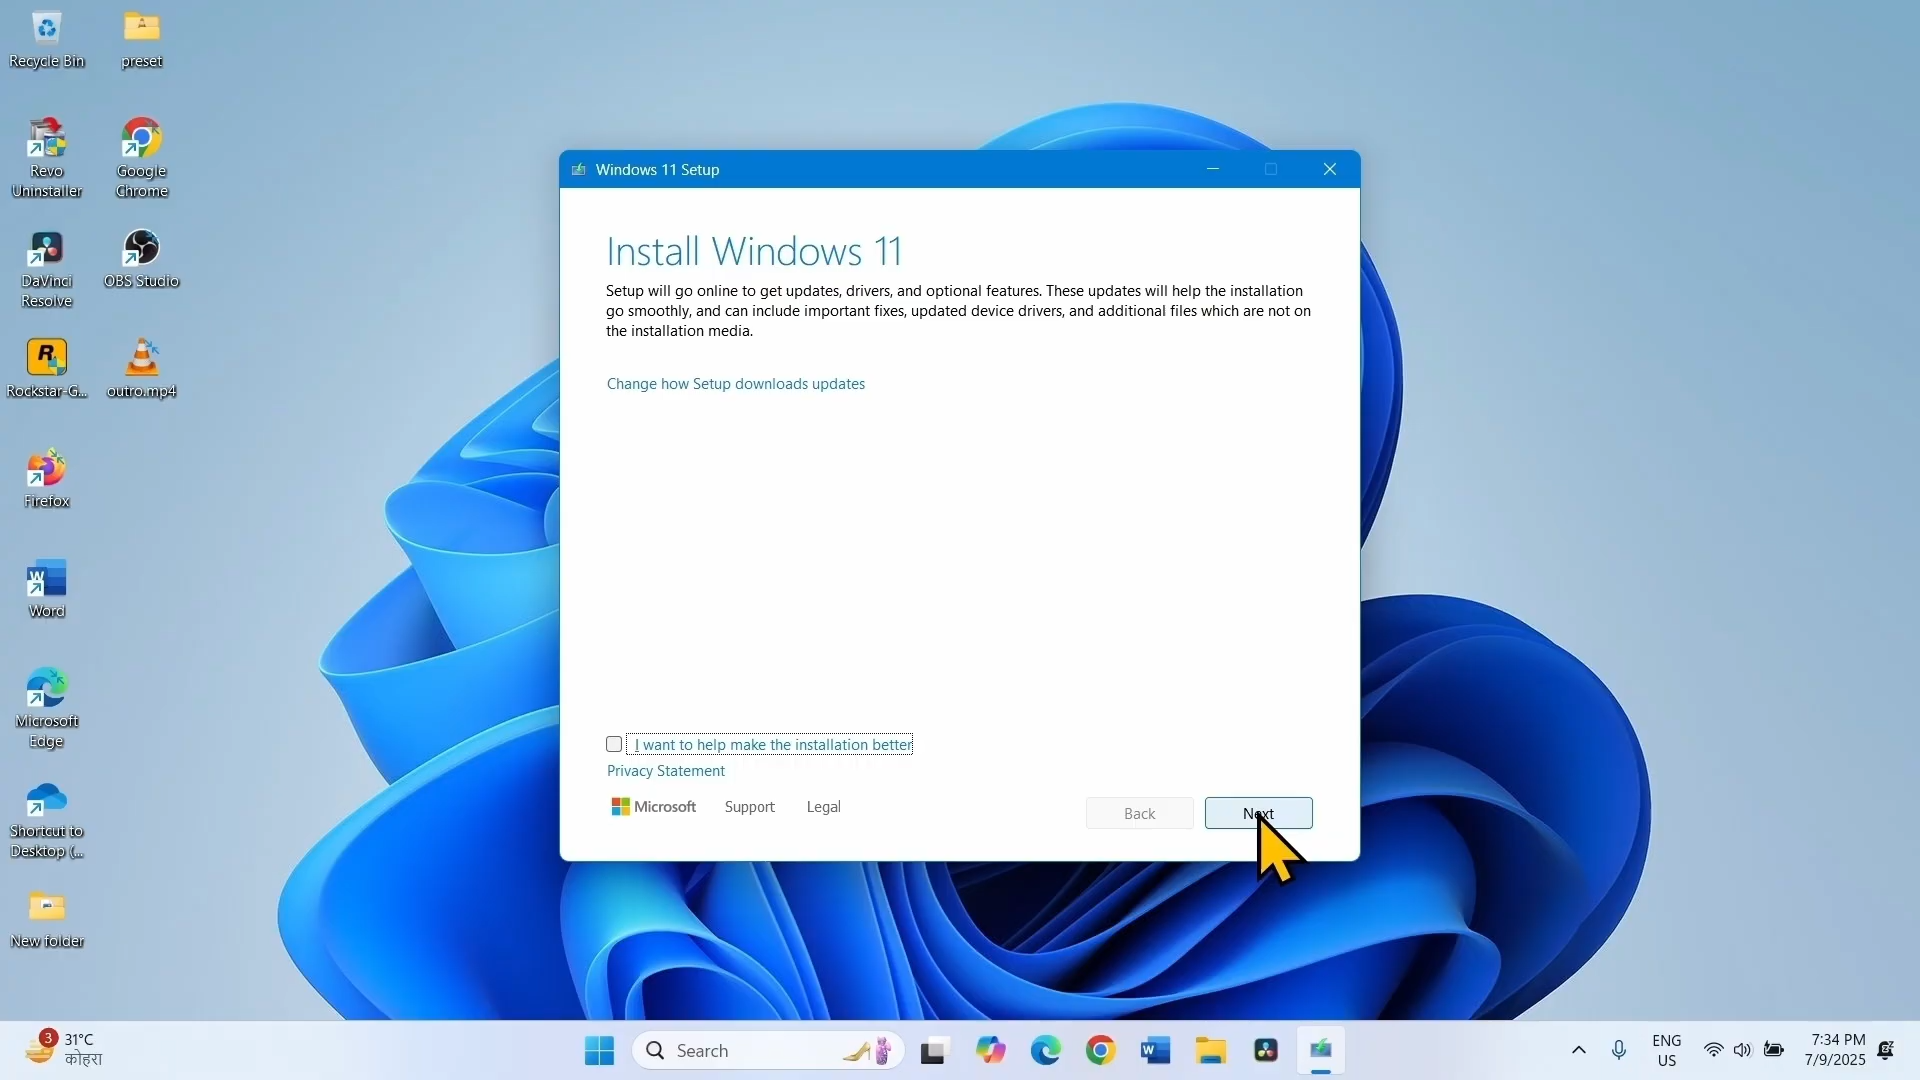 Recycle Bin
preset
Revo
Uninstaller
Google
Chrome
DaVinci
Resolve
OBS Studio
Rockstar-G...
outro.mp4
Firefox
Word
Microsoft
Edge
Shortcut to
Desktop (...
New folder
Windows 11 Setup
Install Windows 11
Setup will go online to get updates, drivers, and optional features. These updates will help the installation
go smoothly, and can include important fixes, updated device drivers, and additional files which are not on
the installation media.
Change how Setup downloads updates
I want to help make the installation better
Privacy Statement
Microsoft
Support
Legal
Back
Next
3
31°C
कोहरा
Search
ENG
US
7:34 PM
7/9/2025